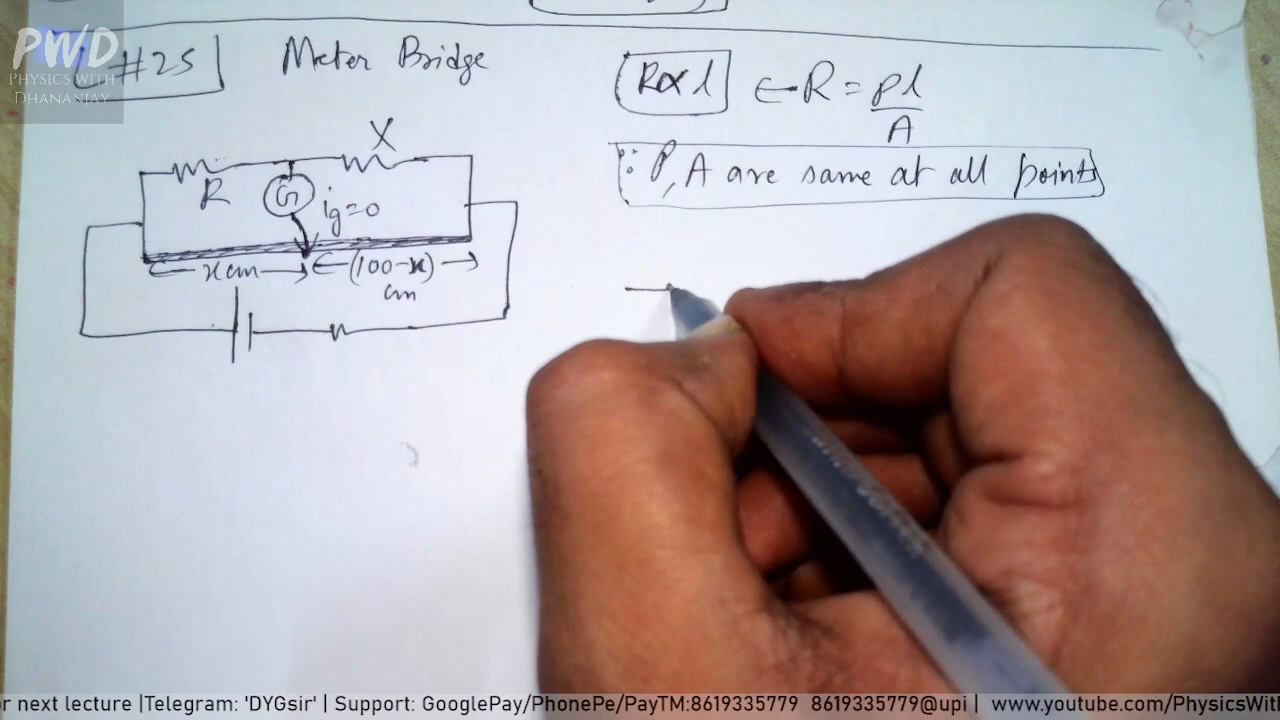 PWD
PHYSICS WITH
DHANANJAY
#25
Meter Bridge
R∝l ← R = ρl
A
∵ ρ, A are same at all points
X
R
G
ig=0
x cm
(100-x)
cm
or next lecture |Telegram: 'DYGsir' | Support: GooglePay/PhonePe/PayTM:8619335779 8619335779@upi | www.youtube.com/PhysicsWit